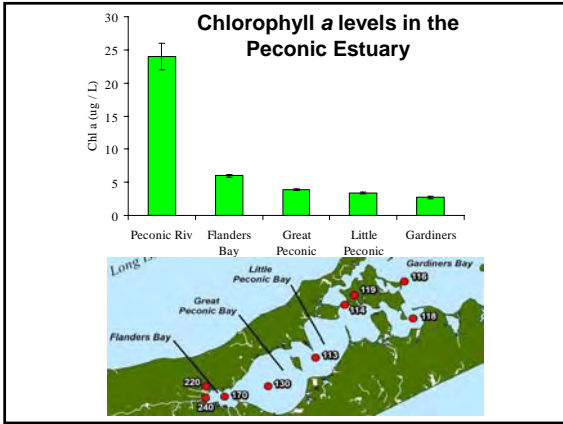 Chlorophyll a levels in the
Peconic Estuary
30
25
20
15
10
5
0
Chl a (ug / L)
Peconic Riv
Flanders
Bay
Great
Peconic
Little
Peconic
Gardiners
Gardiners Bay
Little
Peconic Bay
Great
Peconic Bay
Flanders Bay
119
114
118
113
130
170
220
240